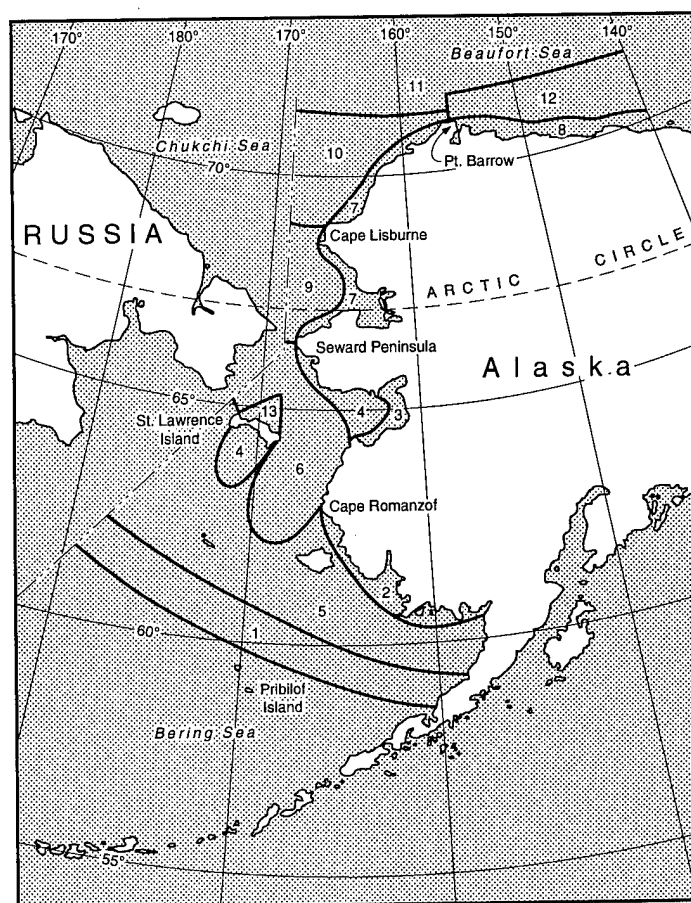 170° 180° 170° 160° 150° 140°
Beaufort Sea
11
12
8
Chukchi Sea
10
70°
Pt. Barrow
7
RUSSIA
Cape Lisburne
ARCTIC CIRCLE
9
7
Seward Peninsula
Alaska
65°
13
4
3
St. Lawrence
Island
4
6
Cape Romanzof
2
5
60°
1
Pribilof
Island
Bering Sea
55°